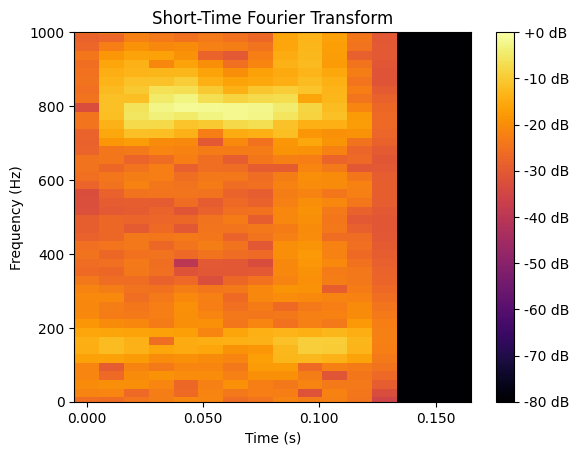 Short-Time Fourier Transform
Frequency (Hz)
1000
800
600
400
200
0
0.000
0.050
0.100
0.150
Time (s)
+0 dB
-10 dB
-20 dB
-30 dB
-40 dB
-50 dB
-60 dB
-70 dB
-80 dB